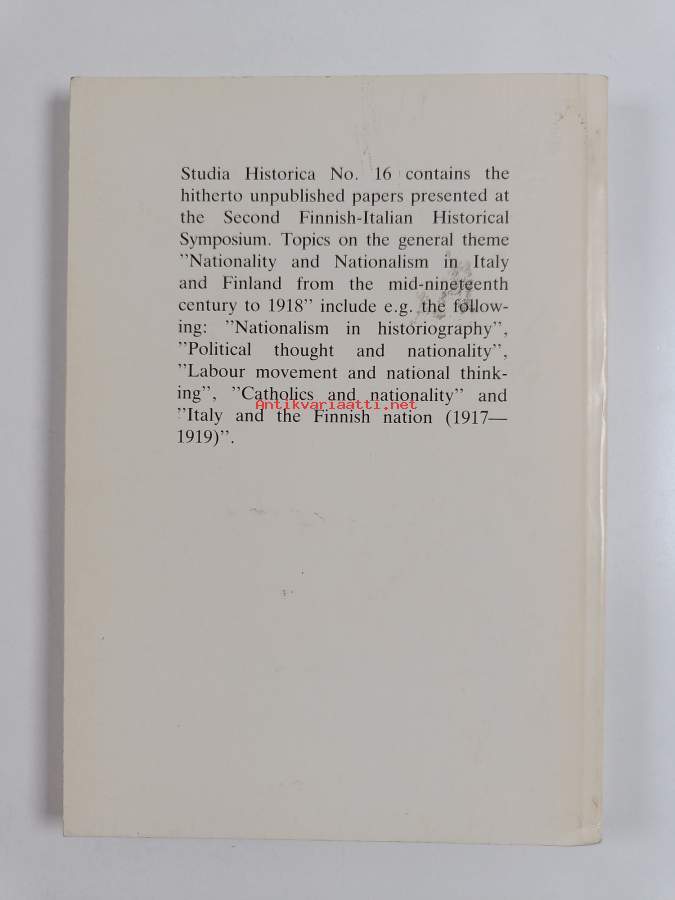 Studia Historica No. 16 contains the
hitherto unpublished papers presented at
the Second Finnish-Italian Historical
Symposium. Topics on the general theme
”Nationality and Nationalism in Italy
and Finland from the mid-nineteenth
century to 1918” include e.g. the follow-
ing: ”Nationalism in historiography”,
”Political thought and nationality”,
”Labour movement and national think-
ing”, ”Catholics and nationality” and
Antikvariaatti.net
”Italy and the Finnish nation (1917—
1919)”.